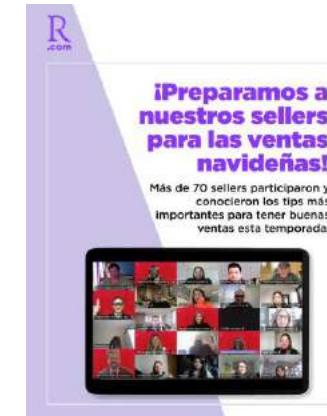 R
.com
¡Preparamos a
nuestros sellers
para las ventas
navideñas!
Más de 70 sellers participaron y
conocieron los tips más
importantes para tener buenas
ventas esta temporada